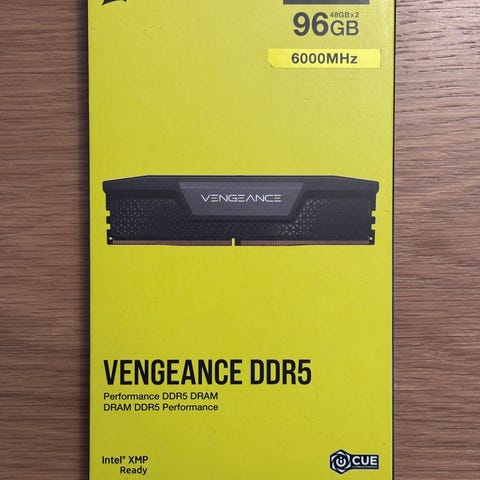 48GBx2
96GB
6000MHz
VENGEANCE
VENGEANCE DDR5
Performance DDR5 DRAM
DRAM DDR5 Performance
Intel® XMP
Ready
CUE